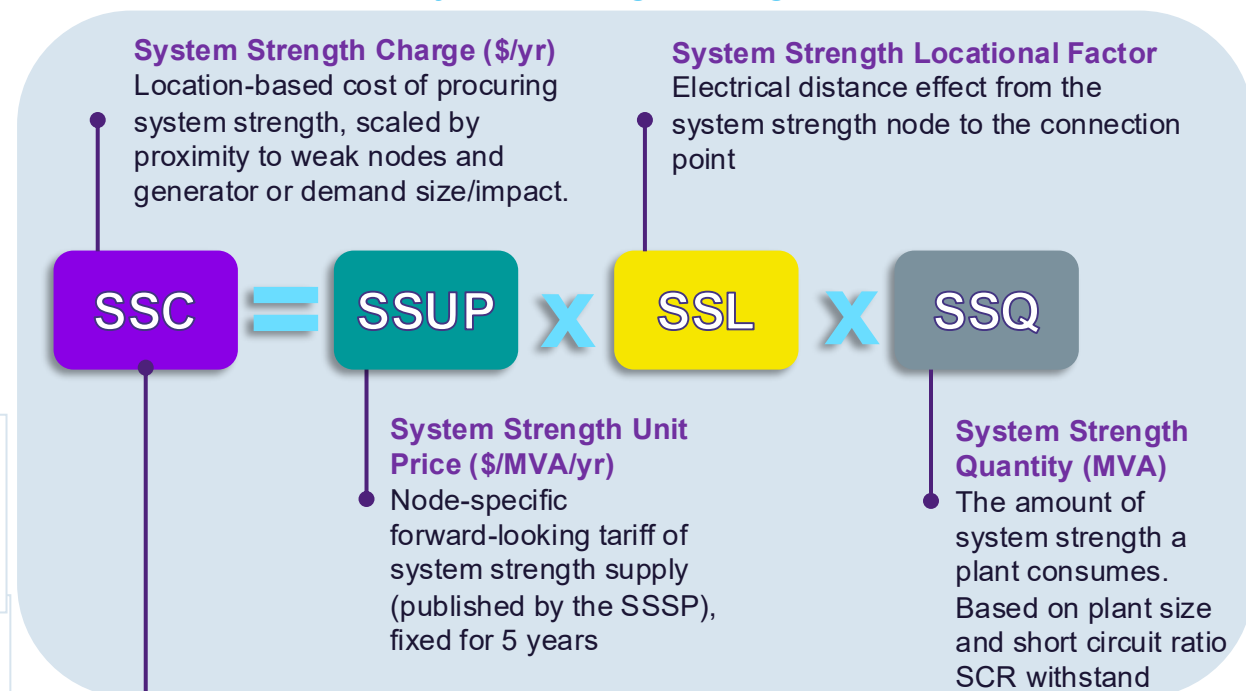 System Strength Charge ($/yr)
Location-based cost of procuring
system strength, scaled by
proximity to weak nodes and
generator or demand size/impact.
System Strength Locational Factor
Electrical distance effect from the
system strength node to the connection
point
SSC = SSUP x SSL x SSQ
System Strength Unit
Price ($/MVA/yr)
Node-specific
forward-looking tariff of
system strength supply
(published by the SSSP),
fixed for 5 years
System Strength
Quantity (MVA)
The amount of
system strength a
plant consumes.
Based on plant size
and short circuit ratio
SCR withstand